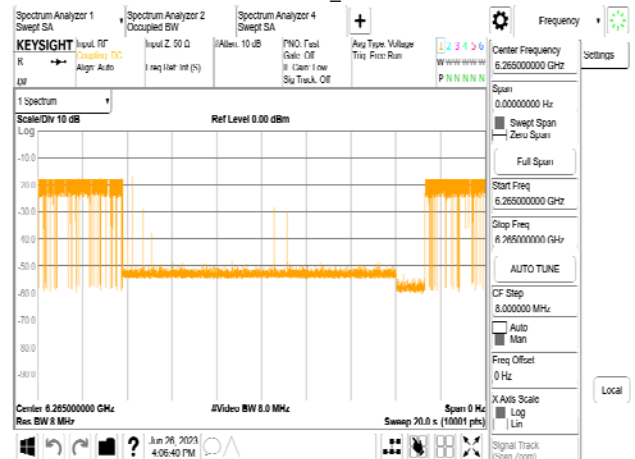 Spectrum Analyzer 1
Swept SA
Spectrum Analyzer 2
Occupied BW
Spectrum Analyzer 4
Swept SA
+
Frequency
KEYSIGHT
R
Input: RF
Coupling: DC
Align: Auto
Input Z: 50 Ω
Freq Ref: Int (S)
#Atten: 10 dB
PNO: Fast
Gate: Off
IF Gain: Low
Sig Track: Off
Avg Type: Voltage
Trig: Free Run
1 2 3 4 5 6
W W W W W W
P N N N N N
1 Spectrum
Scale/Div 10 dB
Ref Level 0.00 dBm
Log
-10.0
-20.0
-30.0
-40.0
-50.0
-60.0
-70.0
-80.0
-90.0
Center 6.265000000 GHz
#Video BW 8.0 MHz
Span 0 Hz
Res BW 8 MHz
Sweep 20.0 s (10001 pts)
Jun 26, 2023
4:06:40 PM
Center Frequency
6.265000000 GHz
Settings
Span
0.00000000 Hz
Swept Span
Zero Span
Full Span
Start Freq
6.265000000 GHz
Stop Freq
6.265000000 GHz
AUTO TUNE
CF Step
8.000000 MHz
Auto
Man
Freq Offset
0 Hz
X Axis Scale
Log
Lin
Local
Signal Track
(Span Zoom)